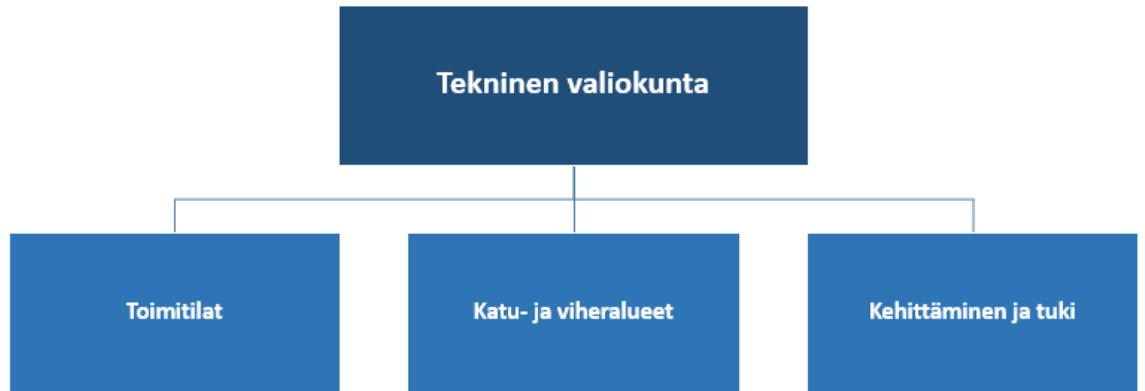 Tekninen valiokunta
Toimitilat
Katu- ja viheralueet
Kehittäminen ja tuki